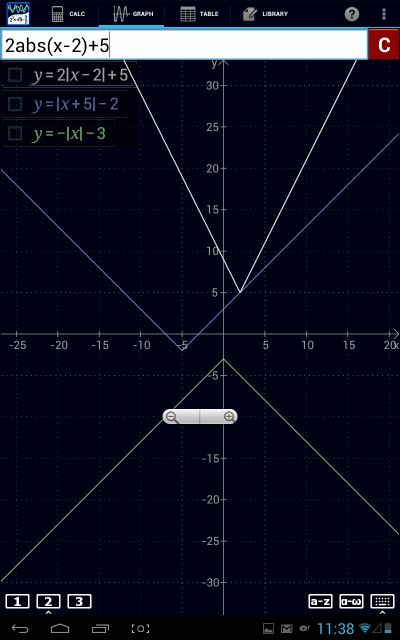 CALC GRAPH TABLE LIBRARY ?
2abs(x-2)+5 C
y=2|x−2|+5
y=|x+5|−2
y=−|x|−3
y
30
25
20
15
10
5
-25 -20 -15 -10 -5 5 10 15 20 x
-5
-15
-20
-25
-30
1 2 3 a-z α-ω
11:38